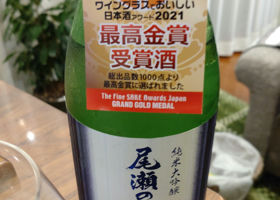 ワイングラスでおいしい
日本酒アワード2021
最高金賞
受賞酒
総出品数1000点より
最高金賞に選ばれました
The Fine SAKE Awards Japan
GRAND GOLD MEDAL
純米大吟醸
尾瀬の